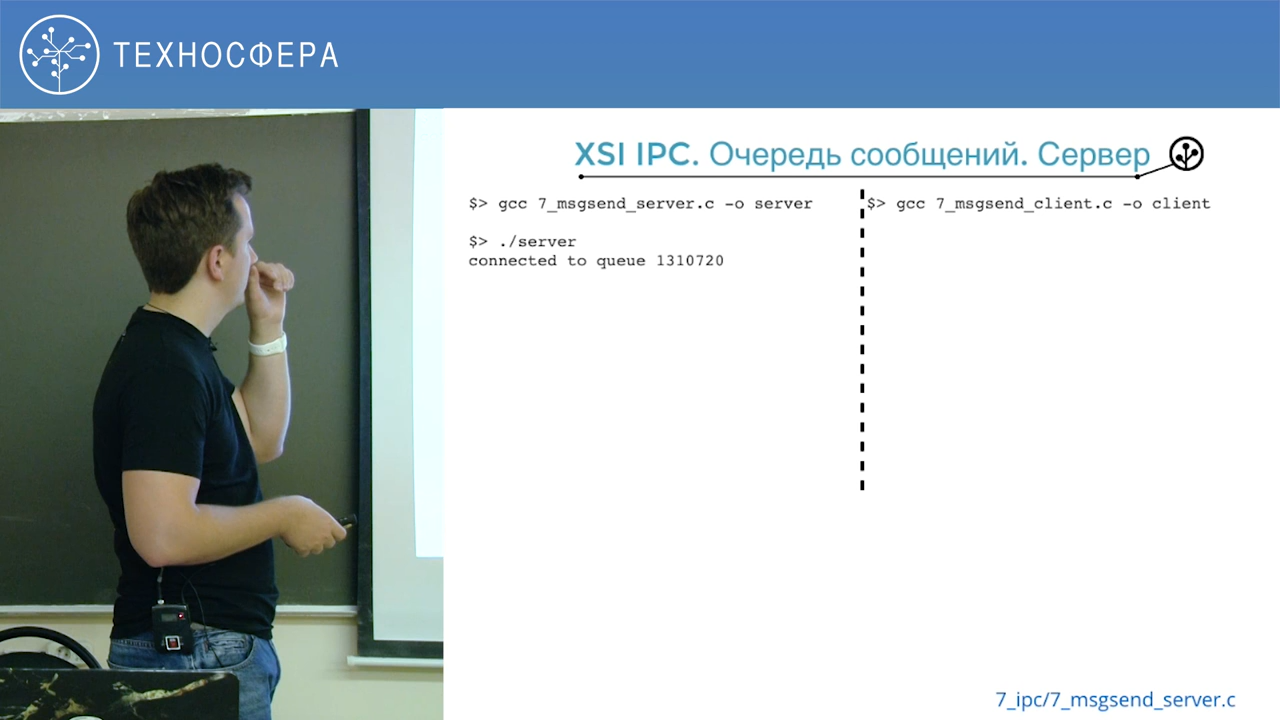 ТЕХНОСФЕРА
XSI IPC. Очередь сообщений. Сервер
$> gcc 7_msgsend_server.c -o server
$> ./server
connected to queue 1310720
$> gcc 7_msgsend_client.c -o client
7_ipc/7_msgsend_server.c